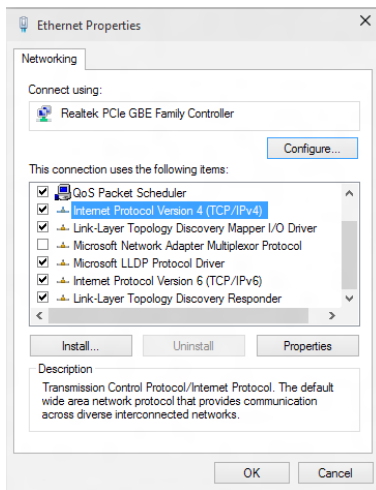 Ethernet Properties
Networking
Connect using:
Realtek PCIe GBE Family Controller
Configure...
This connection uses the following items:
QoS Packet Scheduler
Internet Protocol Version 4 (TCP/IPv4)
Link-Layer Topology Discovery Mapper I/O Driver
Microsoft Network Adapter Multiplexor Protocol
Microsoft LLDP Protocol Driver
Internet Protocol Version 6 (TCP/IPv6)
Link-Layer Topology Discovery Responder
Install... Uninstall Properties
Description
Transmission Control Protocol/Internet Protocol. The default
wide area network protocol that provides communication
across diverse interconnected networks.
OK Cancel